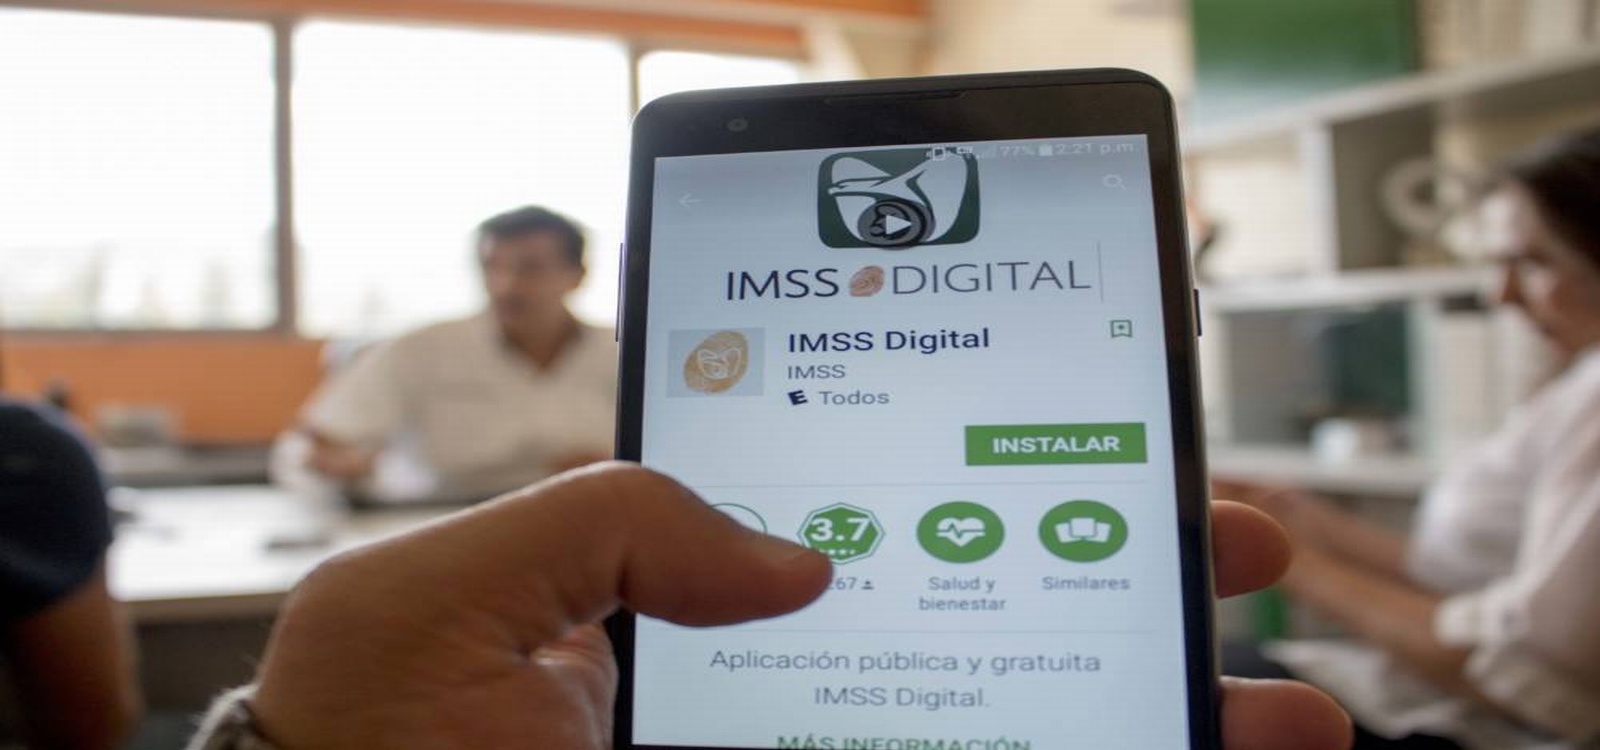 77% 2:21 p.m.
IMSS DIGITAL
IMSS Digital
IMSS
E Todos
INSTALAR
3.7
267
Salud y
bienestar
Similares
Aplicación pública y gratuita
IMSS Digital.
MÁS INFORMACIÓN